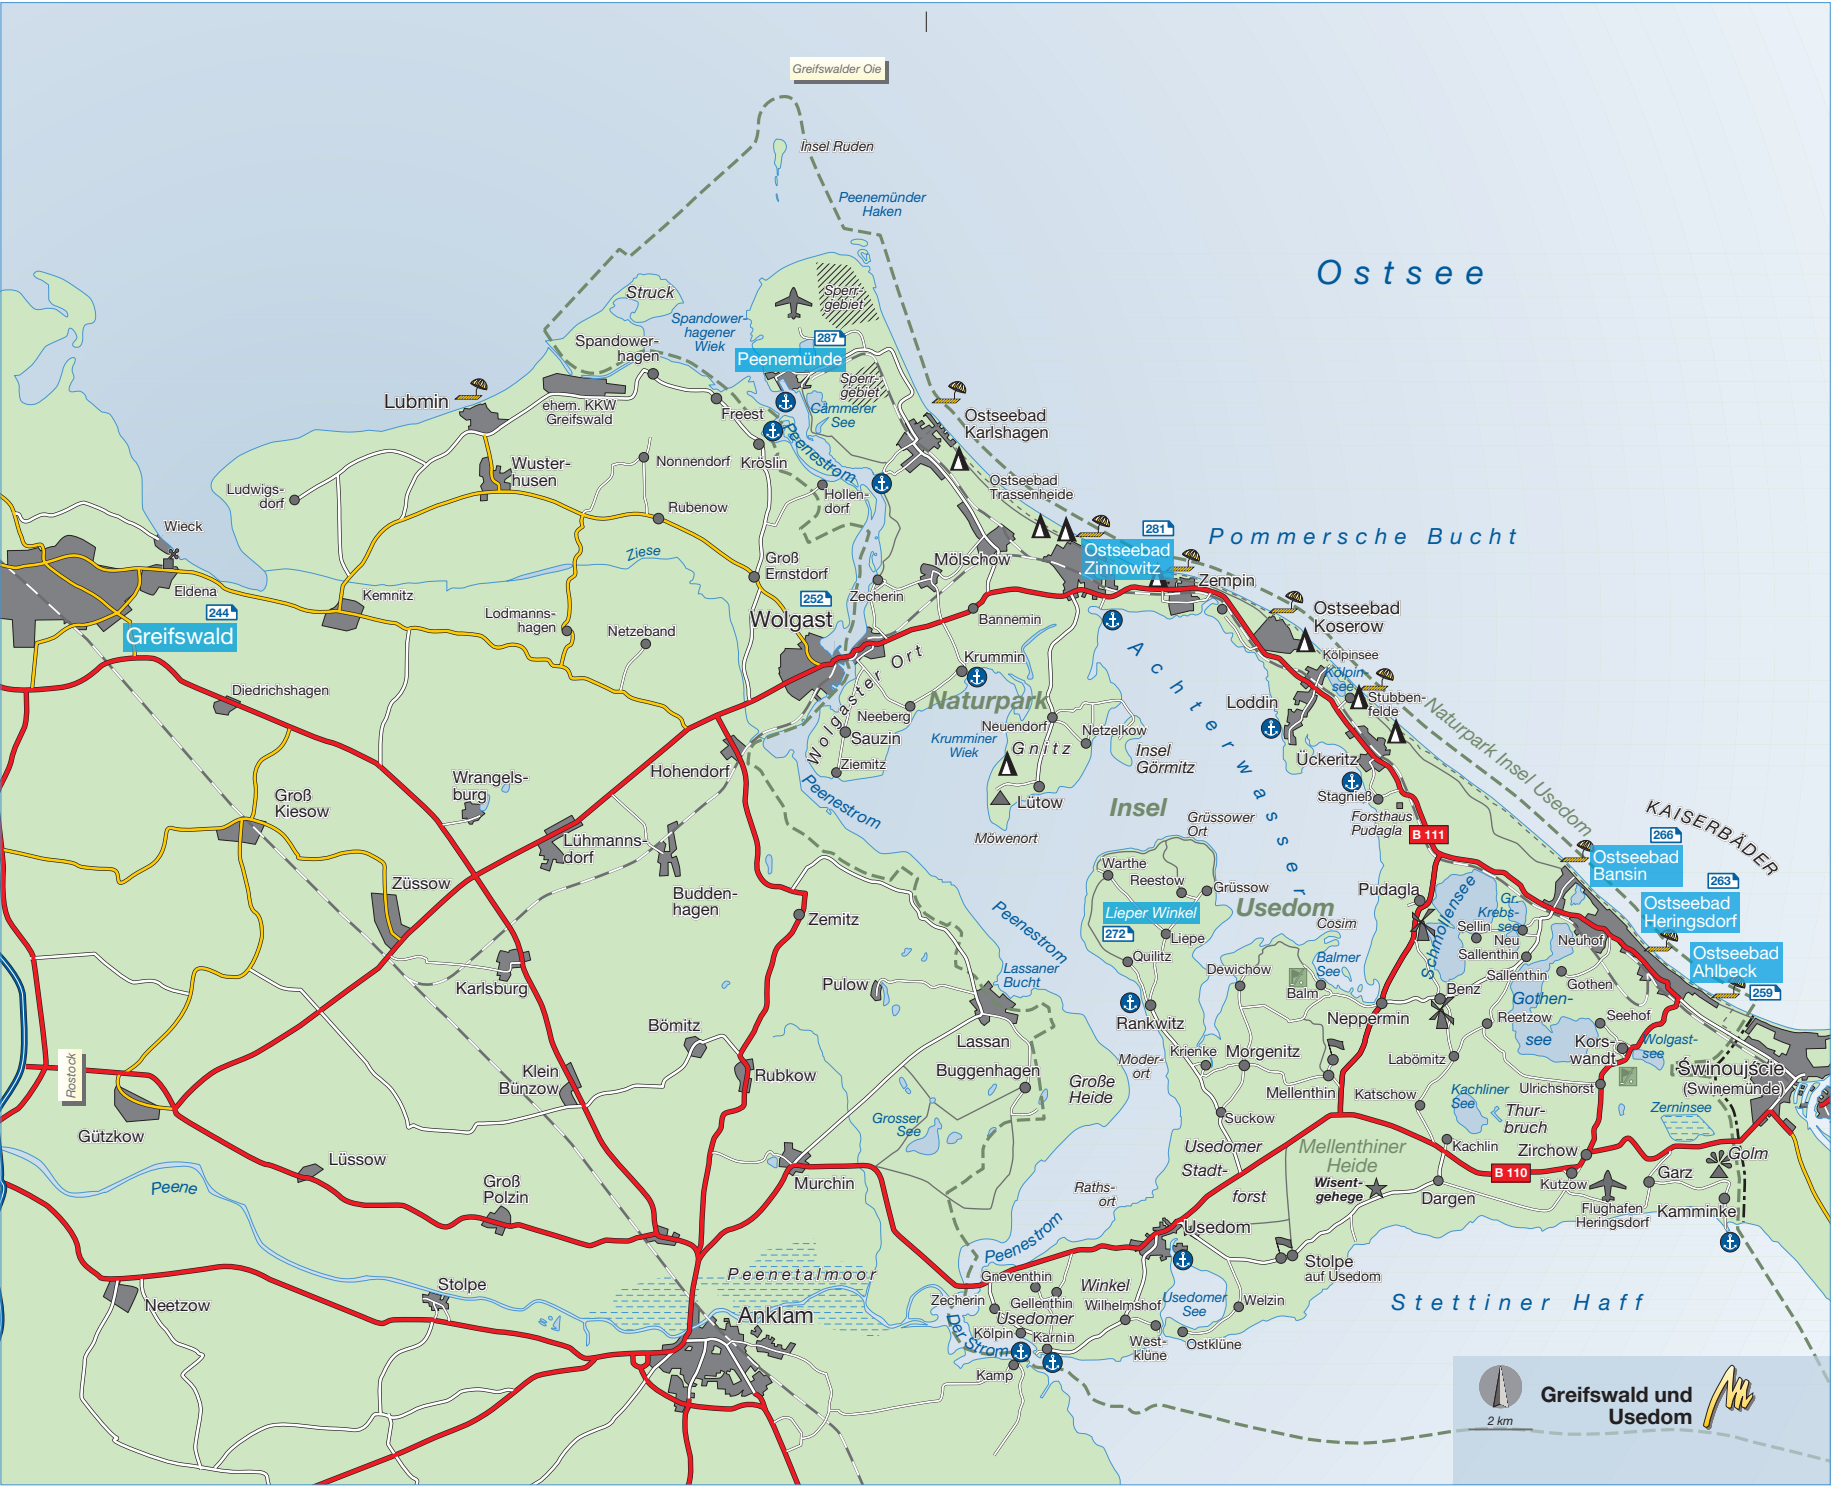 Greifswalder Oie
Insel Ruden
Peenemünder
Haken
Ostsee
Struck
Sperr-
gebiet
Spandower-
hagener
Wiek
Spandower-
hagen
287
Peenemünde
Sperr-
gebiet
Lubmin
ehem. KKW
Greifswald
Freest
Cämmerer
See
Ostseebad
Karlshagen
Peenestrom
Wuster-
husen
Nonnendorf
Kröslin
Ludwigs-
dorf
Hollen-
dorf
Ostseebad
Trassenheide
Rubenow
Wieck
281
Pommersche Bucht
Ziese
Ostseebad
Zinnowitz
Mölschow
Groß
Ernstdorf
Zempin
Eldena
Kemnitz
Zecherin
252
244
Lodmanns-
hagen
Wolgast
Bannemin
Ostseebad
Koserow
Greifswald
Netzeband
Kölpinsee
Krummin
Wolgaster Ort
Achterwasser
Kölpin-
see
Diedrichshagen
Naturpark
Loddin
Stubben-
felde
Neeberg
Neuendorf
Netzelkow
Naturpark Insel Usedom
Sauzin
Krumminer
Wiek
Gnitz
Insel
Görmitz
Ziemitz
Ückeritz
Hohendorf
Wrangels-
burg
Peenestrom
Lütow
Stagnieß
Groß
Kiesow
Insel
Grüssower
Ort
Forsthaus
Pudagla
KAISERBÄDER
Möwenort
B 111
266
Lühmanns-
dorf
Warthe
Ostseebad
Bansin
Reestow
Grüssow
Züssow
Budden-
hagen
Pudagla
263
Schmollensee
Gr.
Krebs-
see
Ostseebad
Heringsdorf
Zemitz
Peenestrom
Lieper Winkel
272
Usedom
Cosim
Sellin
Neu
Sallenthin
Neuhof
Liepe
Ostseebad
Ahlbeck
Quilitz
Balmer
See
Lassaner
Bucht
Dewichow
Sallenthin
Karlsburg
Pulow
Balm
Benz
Gothen
259
Gothen-
see
Rankwitz
Neppermin
Reetzow
Seehof
Bömitz
Lassan
Kors-
wandt
Wolgast-
see
Moder-
ort
Krienke
Morgenitz
Labömitz
Rostock
Klein
Bünzow
Rubkow
Buggenhagen
Große
Heide
Mellenthin
Katschow
Kachliner
See
Ulrichshorst
Świnoujście
(Swinemünde)
Grosser
See
Suckow
Thur-
bruch
Zerninsee
Gützkow
Usedomer
Stadt-
forst
Mellenthiner
Heide
Kachlin
Zirchow
Golm
Lüssow
B 110
Peene
Groß
Polzin
Murchin
Raths-
ort
Wisent-
gehege
Dargen
Kutzow
Garz
Flughafen
Heringsdorf
Kamminke
Usedom
Peenestrom
Stolpe
auf Usedom
Peenetalmoor
Gneventhin
Winkel
Stolpe
Neetzow
Zecherin
Gellenthin
Wilhelmshof
Usedomer
See
Welzin
Stettiner Haff
Anklam
Usedomer
Der Strom
Kölpin
Karnin
West-
klüne
Ostklüne
Kamp
Greifswald und
Usedom
2 km